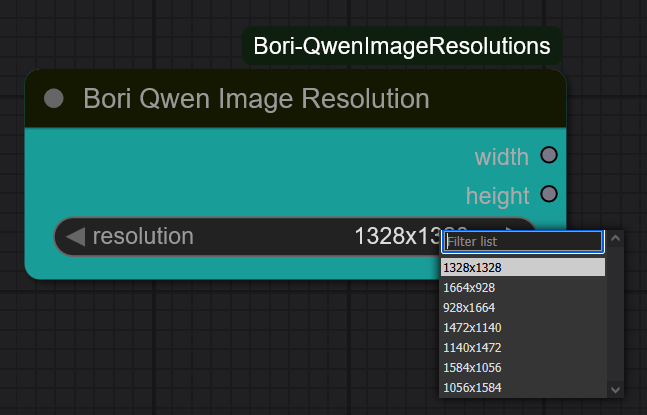 Bori-QwenImageResolutions
Bori Qwen Image Resolution
width
height
resolution 1328x13
Filter list
1328x1328
1664x928
928x1664
1472x1140
1140x1472
1584x1056
1056x1584